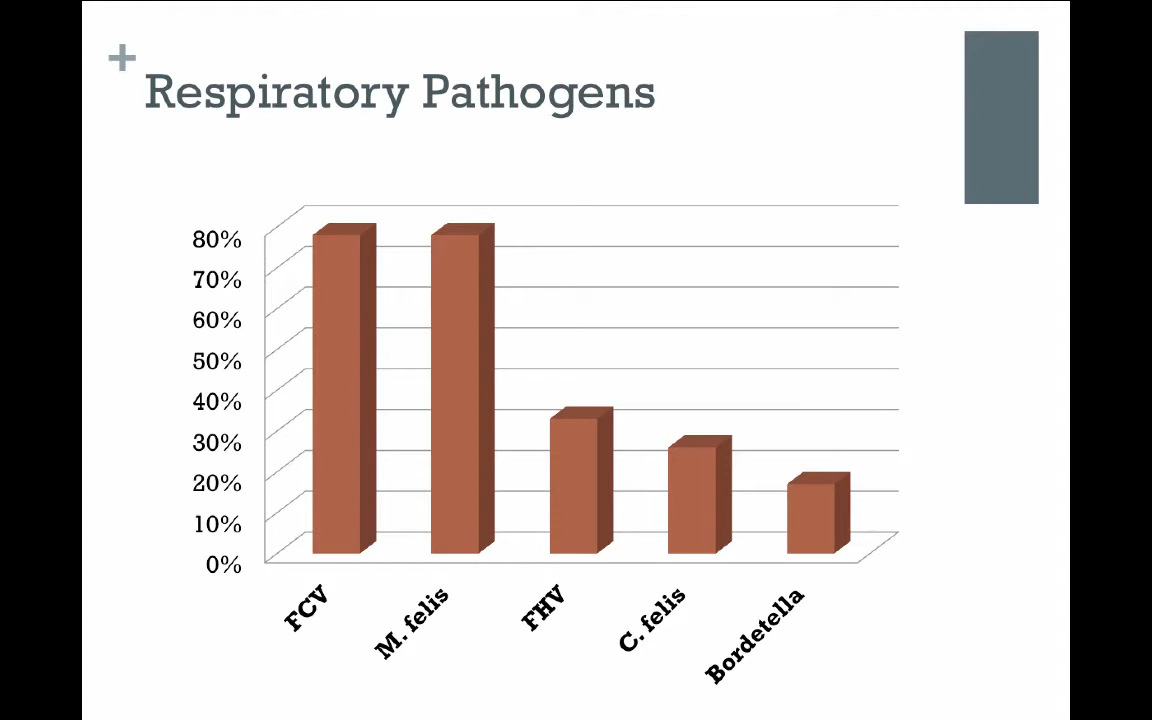 +
Respiratory Pathogens
80%
70%
60%
50%
40%
30%
20%
10%
0%
FCV
M. felis
FHV
C. felis
Bordetella